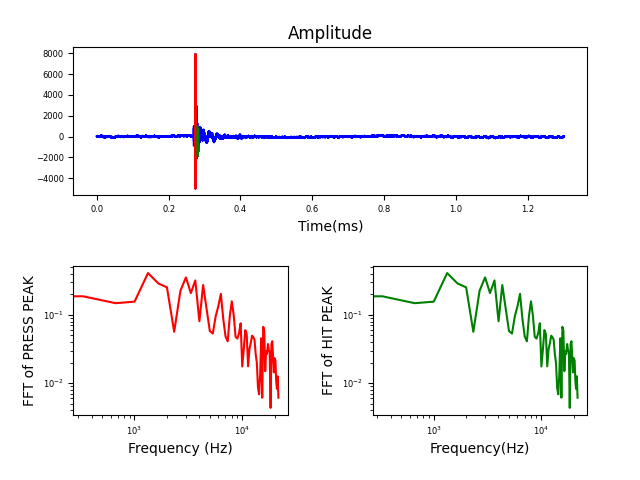 Amplitude
8000
6000
4000
2000
0
−2000
−4000
0.0 0.2 0.4 0.6 0.8 1.0 1.2
Time(ms)
FFT of PRESS PEAK
10⁻¹
10⁻²
10³ 10⁴
Frequency (Hz)
FFT of HIT PEAK
10⁻¹
10⁻²
10³ 10⁴
Frequency(Hz)